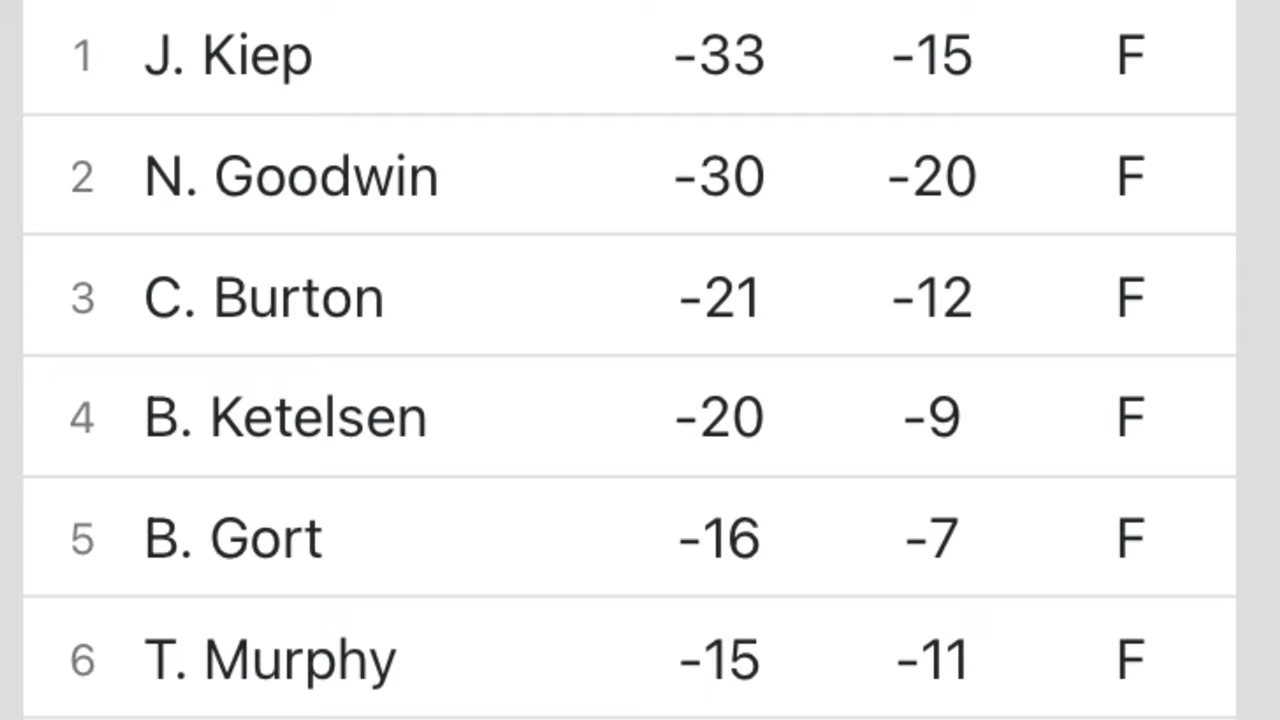 1 J. Kiep -33 -15 F
2 N. Goodwin -30 -20 F
3 C. Burton -21 -12 F
4 B. Ketelsen -20 -9 F
5 B. Gort -16 -7 F
6 T. Murphy -15 -11 F